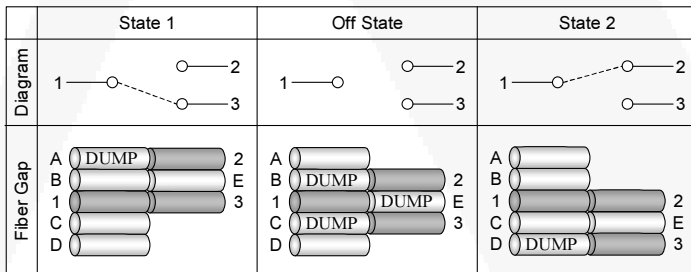 State 1 Off State State 2
Diagram
1 2 3
1 2 3
1 2 3
Fiber Gap
A DUMP 2
B E
1 3
C
D
A
B DUMP 2
1 DUMP E
C DUMP 3
D
A
B
1 2
C E
D DUMP 3